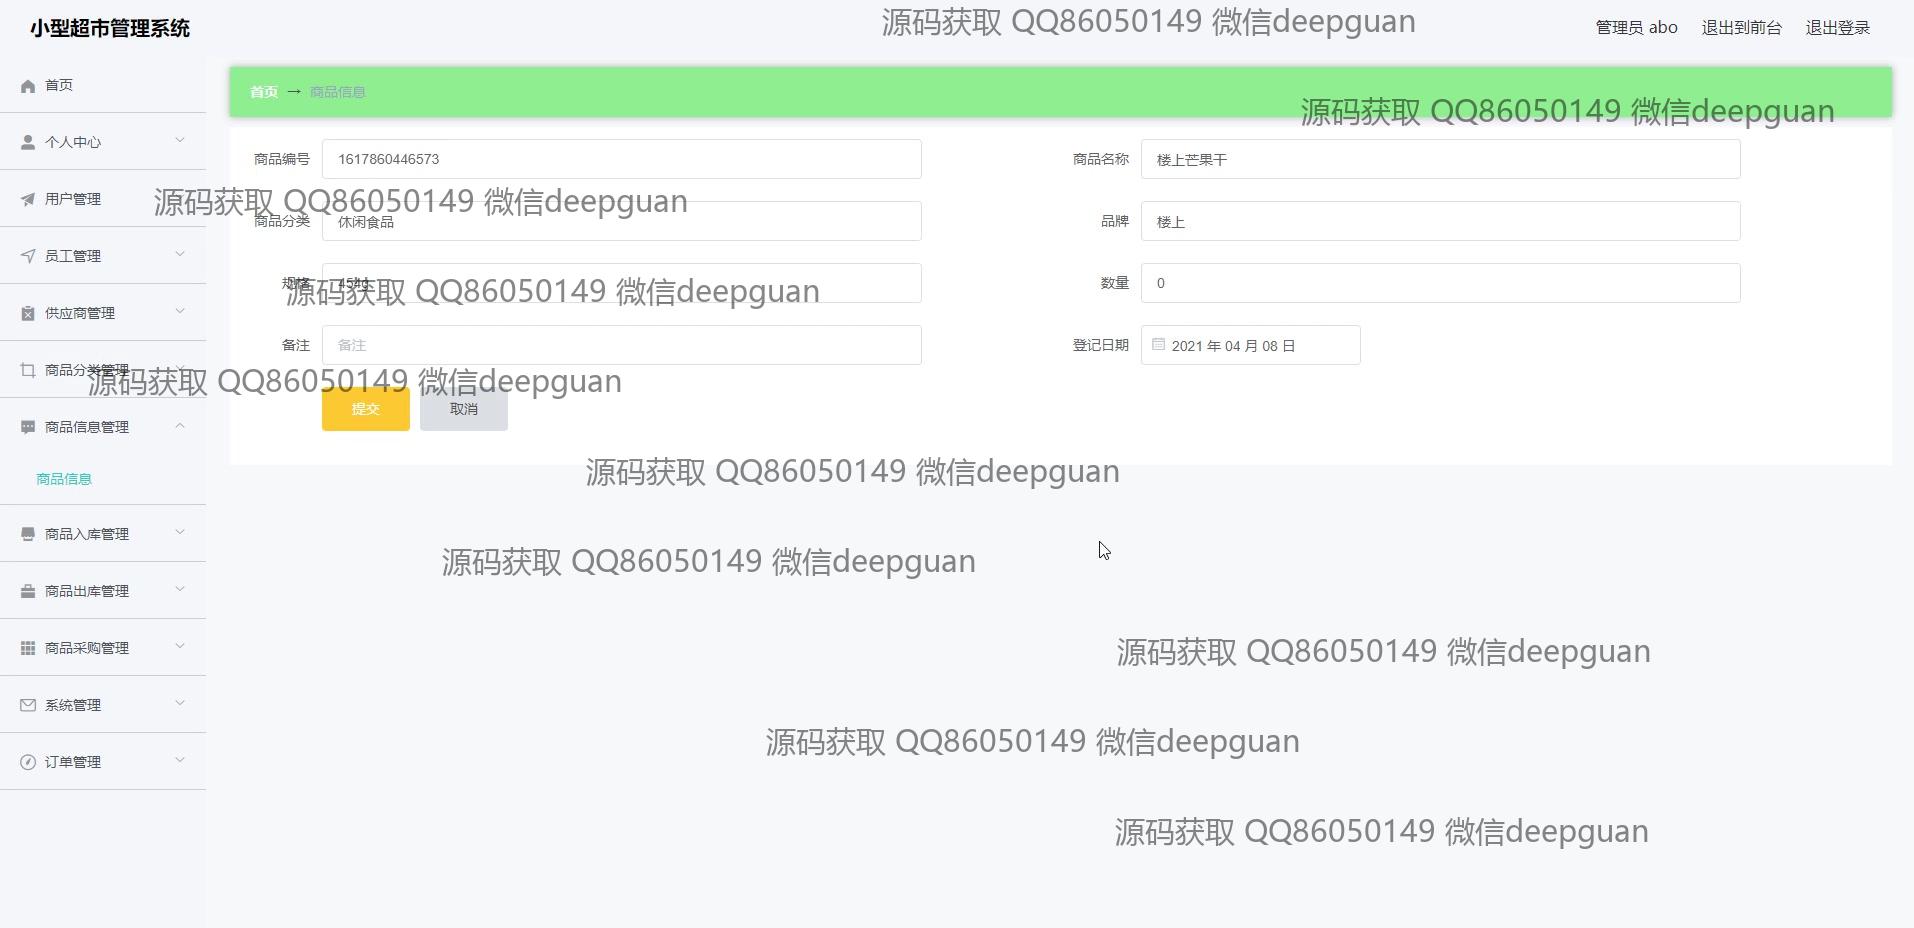 小型超市管理系统
源码获取 QQ86050149 微信deepguan
管理员 abo 退出到前台 退出登录
首页
个人中心
用户管理
员工管理
供应商管理
商品分类管理
商品信息管理
商品信息
商品入库管理
商品出库管理
商品采购管理
系统管理
订单管理
首页 → 商品信息
源码获取 QQ86050149 微信deepguan
商品编号 1617860446573 商品名称 楼上芒果干
源码获取 QQ86050149 微信deepguan
商品分类 休闲食品 品牌 楼上
规格 454g 数量 0
源码获取 QQ86050149 微信deepguan
备注 备注 登记日期 2021 年 04 月 08 日
源码获取 QQ86050149 微信deepguan
提交 取消
源码获取 QQ86050149 微信deepguan
源码获取 QQ86050149 微信deepguan
源码获取 QQ86050149 微信deepguan
源码获取 QQ86050149 微信deepguan
源码获取 QQ86050149 微信deepguan